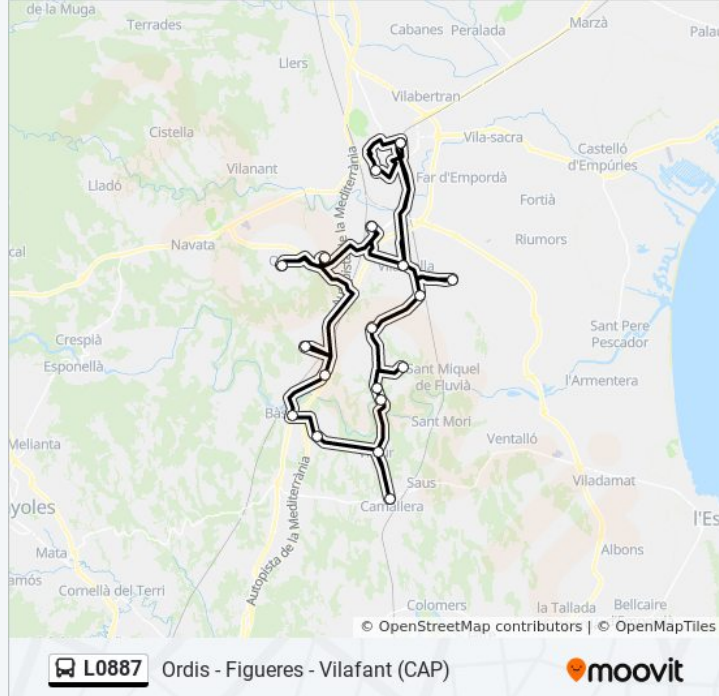 de la Muga
Terrades
Cabanes
Peralada
Marzà
Palau
Llers
Vilabertran
Cistella
Vila-sacra
Castelló
d'Empúries
Vilanant
Far d'Empordà
Lladó
Fortià
Autopista de la Mediterrània
Navata
Riumors
Crespià
Esponellà
Sant Pere
Pescador
Sant Miquel
de Fluvià
l'Armentera
Sant Mori
Ventalló
Melianta
Saus
Viladamat
Camallera
l'Es
yoles
Autopista de la Mediterrània
Mata
Albons
Comellà del Terri
Colomers
la Tallada
Bellcaire
© OpenStreetMap contributors | © OpenMapTiles
L0887 Ordis - Figueres - Vilafant (CAP)
moovit